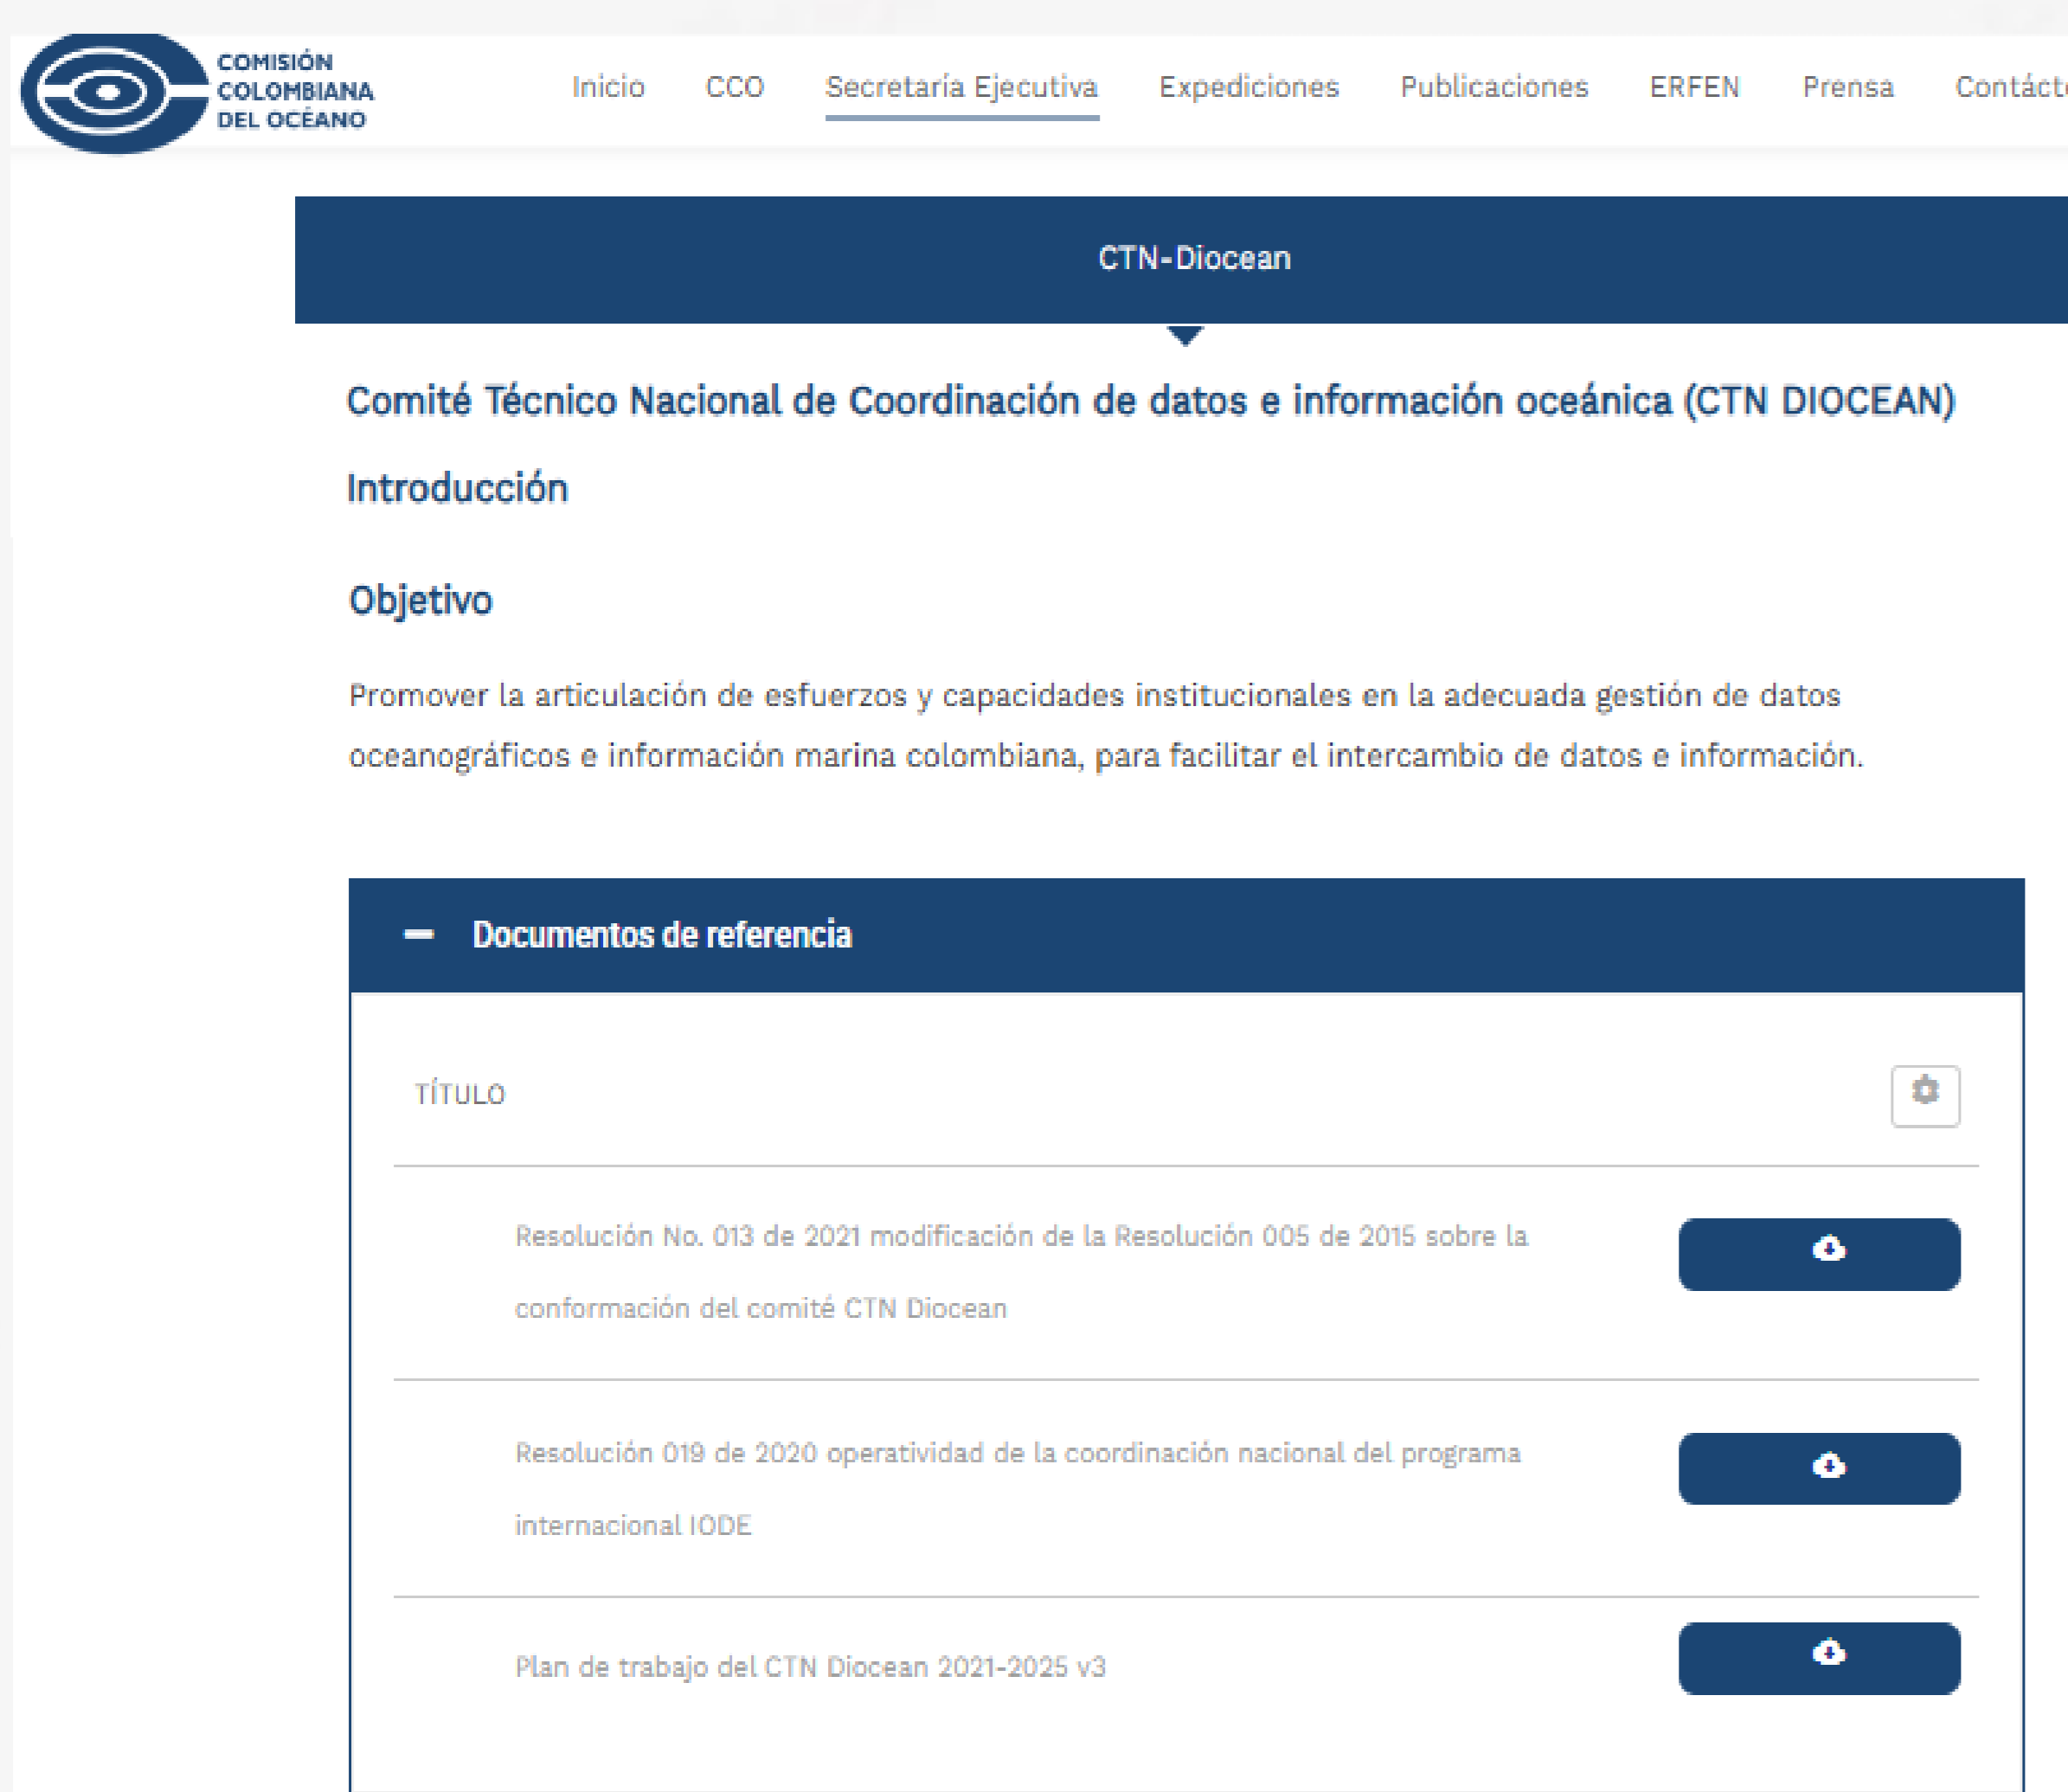 COMISIÓN
COLOMBIANA
DEL OCÉANO
Inicio CCO Secretaría Ejecutiva Expediciones Publicaciones ERFEN Prensa
CTN-Diocean
Comité Técnico Nacional de Coordinación de datos e información oceánica (CTN DIOCEAN)
Introducción
Objetivo
Promover la articulación de esfuerzos y capacidades institucionales en la adecuada gestión de datos
oceanográficos e información marina colombiana, para facilitar el intercambio de datos e información.
Documentos de referencia
TÍTULO
Resolución No. 013 de 2021 modificación de la Resolución 005 de 2015 sobre la
conformación del comité CTN Diocean
Resolución 019 de 2020 operatividad de la coordinación nacional del programa
internacional IODE
Plan de trabajo del CTN Diocean 2021-2025 v3